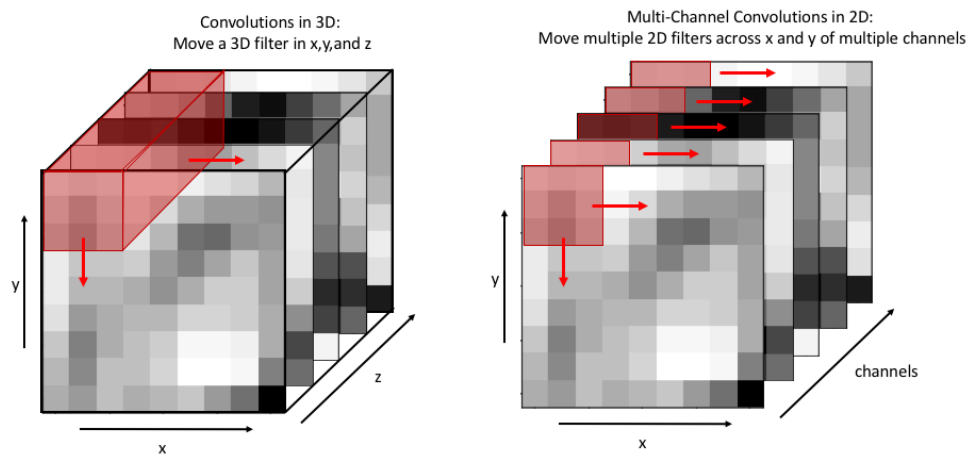 Convolutions in 3D:
Move a 3D filter in x,y,and z
Multi-Channel Convolutions in 2D:
Move multiple 2D filters across x and y of multiple channels
y
z
x
y
channels
x